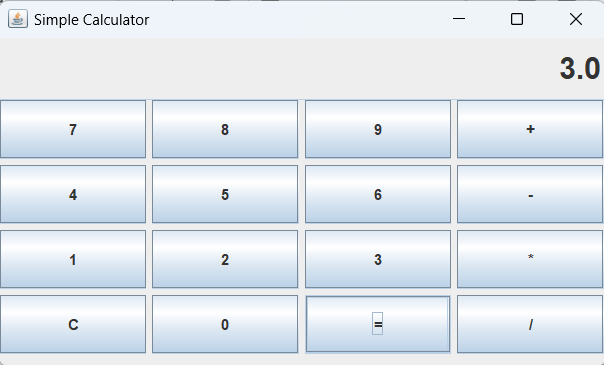 Simple Calculator
3.0
7 8 9 +
4 5 6 -
1 2 3 *
C 0 = /